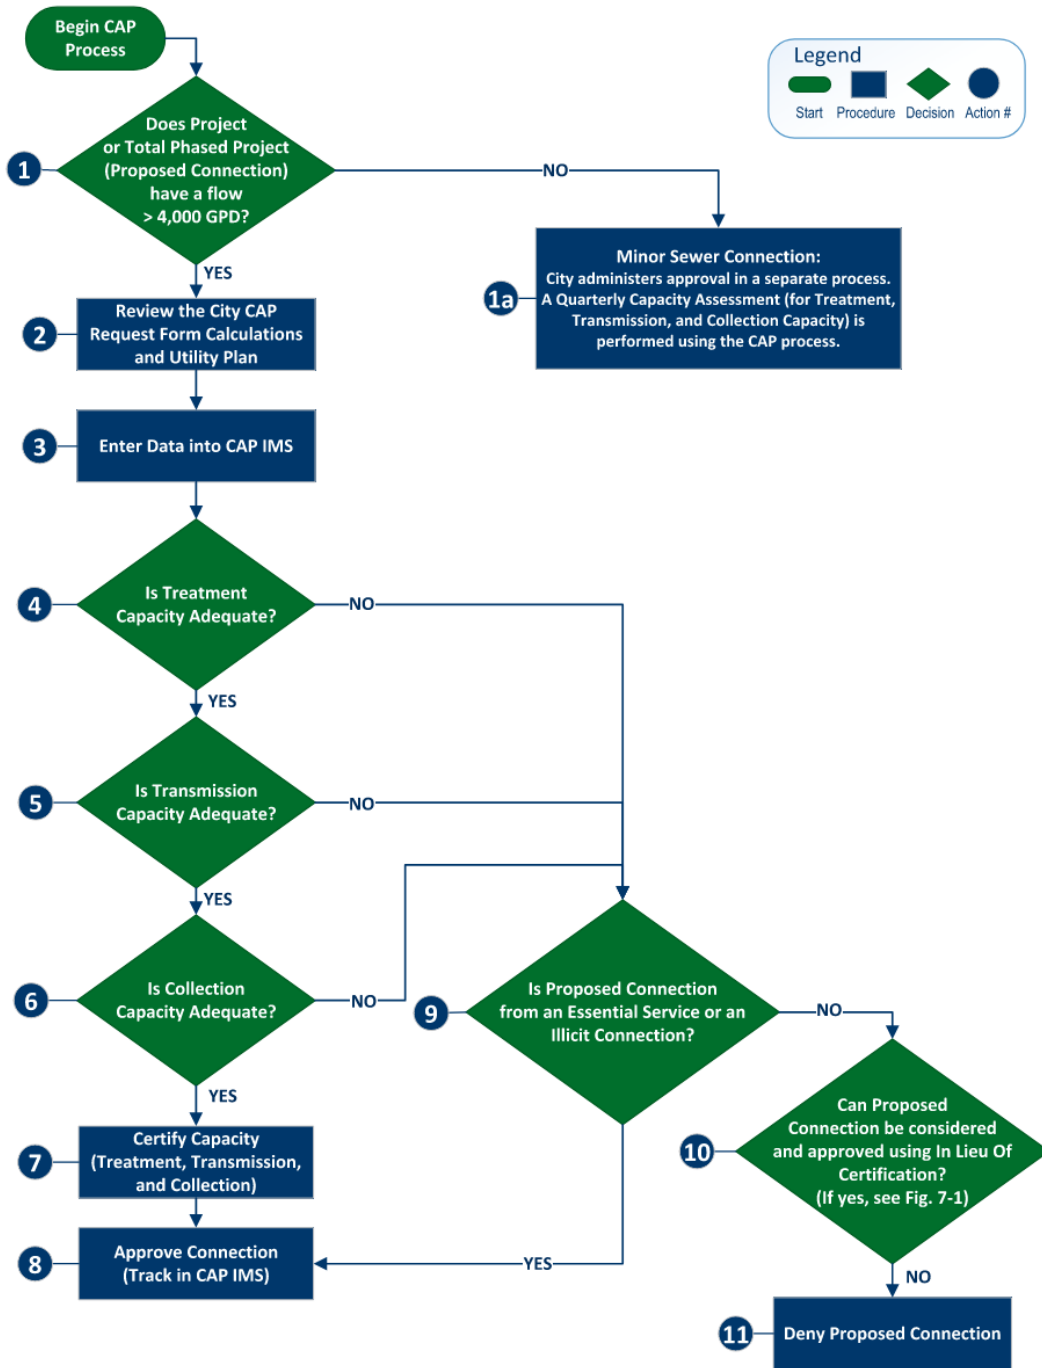 Begin CAP
Process
Legend
Start
Procedure
Decision
Action #
1
Does Project
or Total Phased Project
(Proposed Connection)
have a flow
> 4,000 GPD?
NO
YES
1a
Minor Sewer Connection:
City administers approval in a separate process.
A Quarterly Capacity Assessment (for Treatment,
Transmission, and Collection Capacity) is
performed using the CAP process.
2
Review the City CAP
Request Form Calculations
and Utility Plan
3
Enter Data into CAP IMS
4
Is Treatment
Capacity Adequate?
NO
YES
5
Is Transmission
Capacity Adequate?
NO
YES
6
Is Collection
Capacity Adequate?
NO
YES
9
Is Proposed Connection
from an Essential Service or an
Illicit Connection?
NO
YES
10
Can Proposed
Connection be considered
and approved using In Lieu Of
Certification?
(If yes, see Fig. 7-1)
NO
7
Certify Capacity
(Treatment, Transmission,
and Collection)
8
Approve Connection
(Track in CAP IMS)
11
Deny Proposed Connection